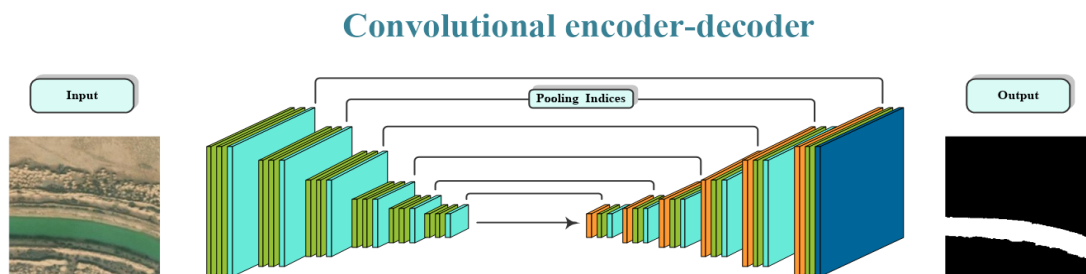 Convolutional encoder-decoder
Input
Pooling Indices
Output